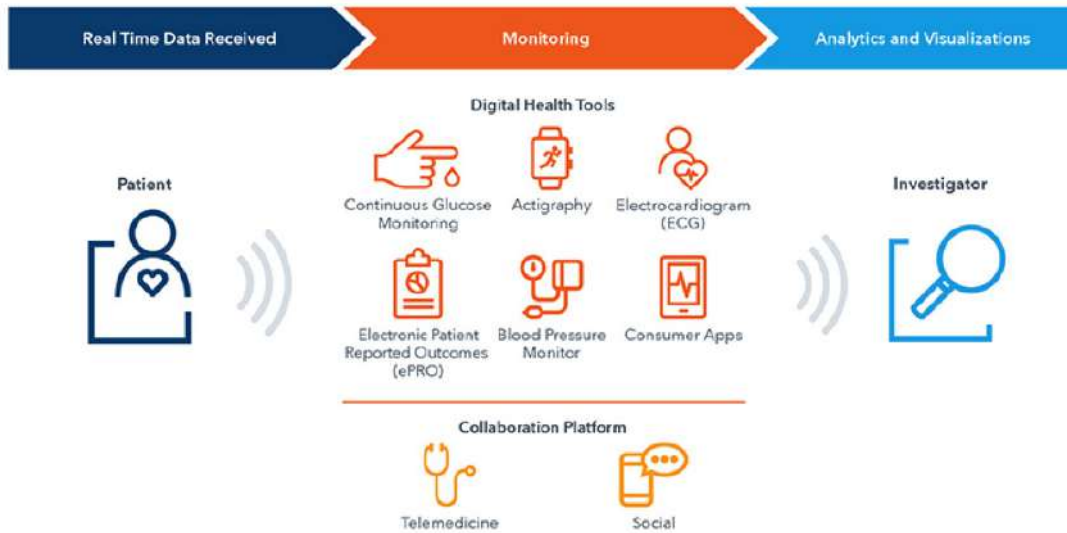 Real Time Data Received
Monitoring
Analytics and Visualizations
Digital Health Tools
Patient
Continuous Glucose
Monitoring
Actigraphy
Electrocardiogram
(ECG)
Investigator
Electronic Patient
Reported Outcomes
(ePRO)
Blood Pressure
Monitor
Consumer Apps
Collaboration Platform
Telemedicine
Social